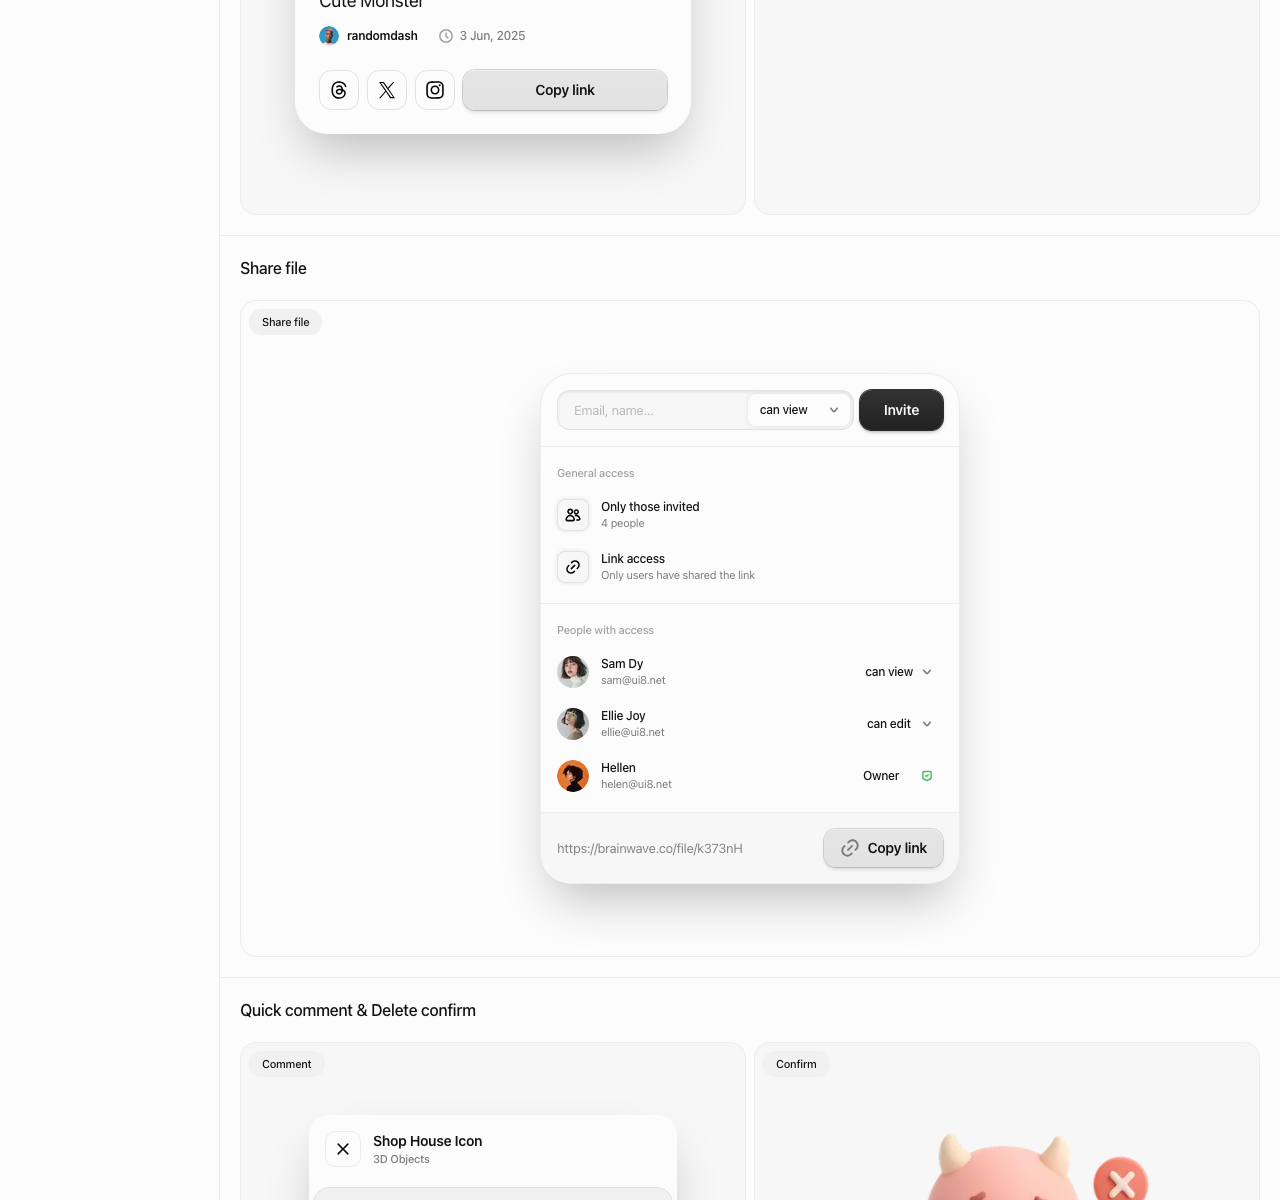 Cute Monster
randomdash
3 Jun, 2025
Copy link
Share file
Share file
Email, name...
can view
Invite
General access
Only those invited
4 people
Link access
Only users have shared the link
People with access
Sam Dy
sam@ui8.net
can view
Ellie Joy
ellie@ui8.net
can edit
Hellen
helen@ui8.net
Owner
https://brainwave.co/file/k373nH
Copy link
Quick comment & Delete confirm
Comment
Shop House Icon
3D Objects
Confirm